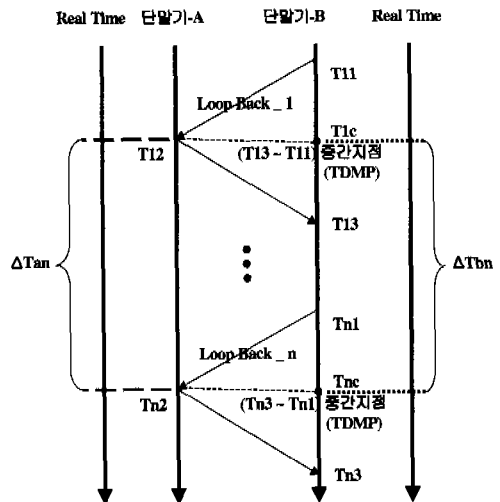 Real Time 단말기-A 단말기-B Real Time
T11
Loop Back _ 1
T1c
T12 (T13 ~ T11) 중간지점
(TDMP)
T13
ΔTan ΔTbn
Tn1
Loop Back _ n
Tnc
Tn2 (Tn3 ~ Tn1) 중간지점
(TDMP)
Tn3